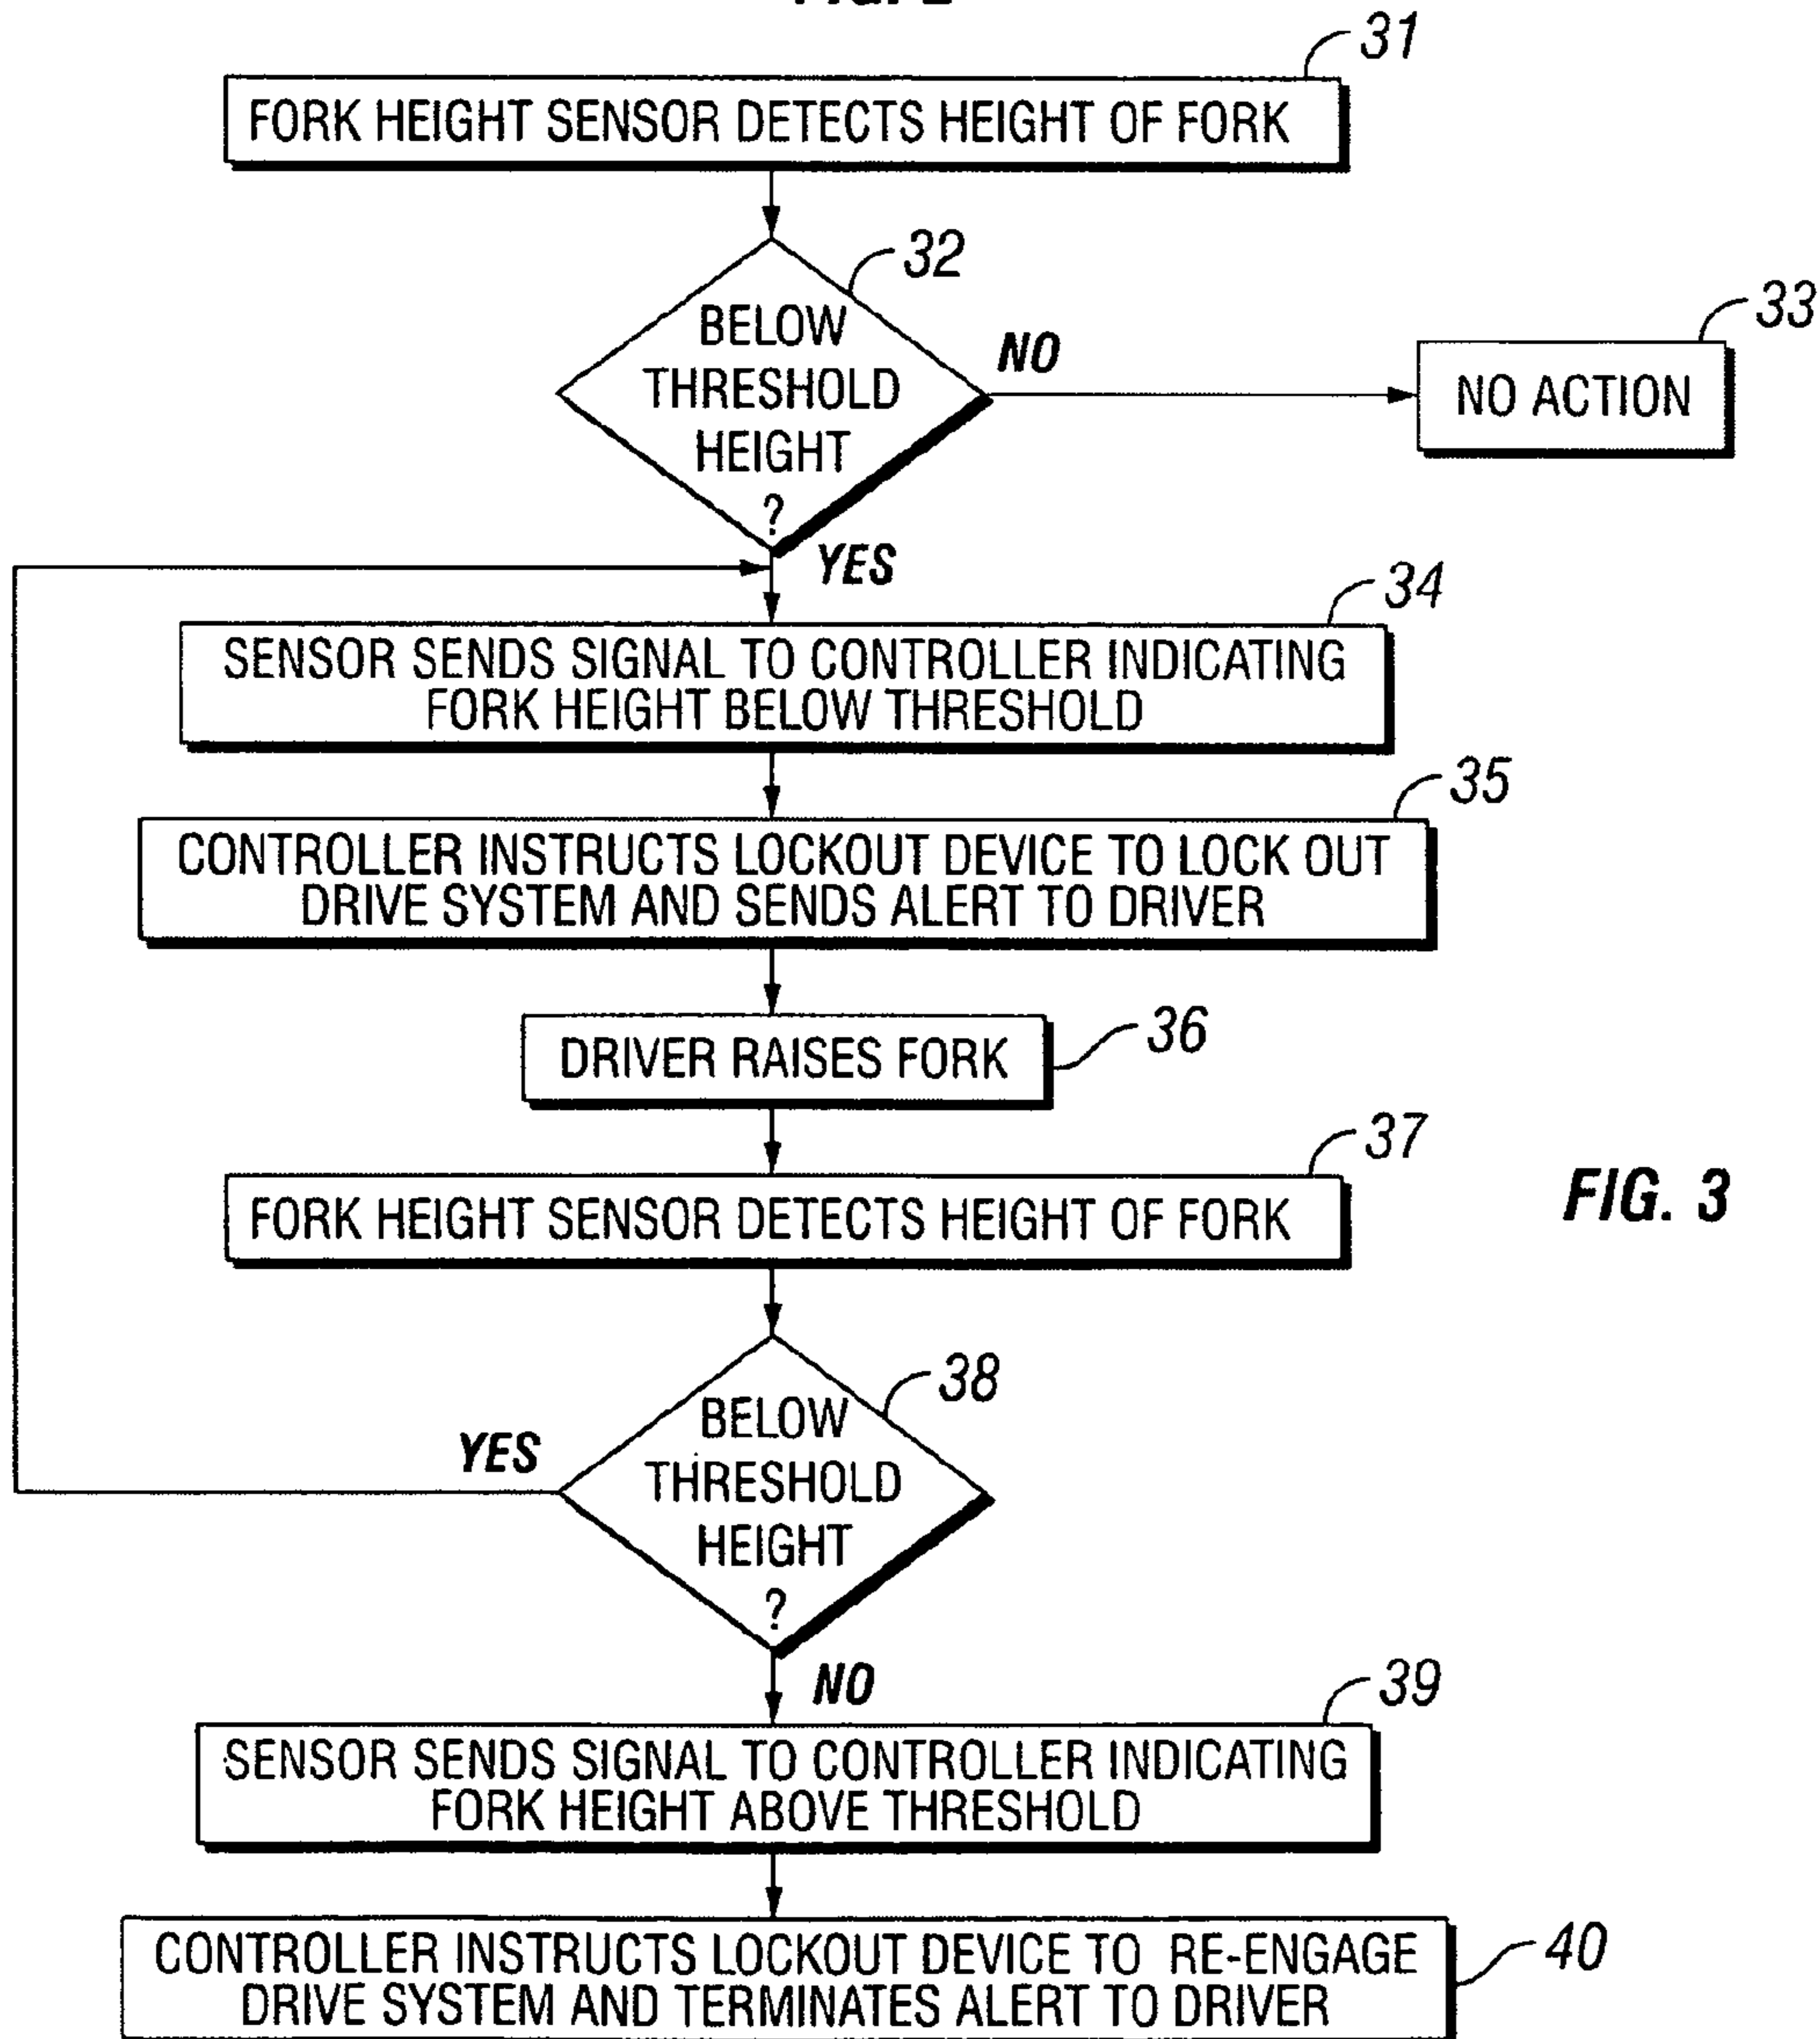 31
FORK HEIGHT SENSOR DETECTS HEIGHT OF FORK
32
BELOW
THRESHOLD
HEIGHT
?
NO
33
NO ACTION
YES
34
SENSOR SENDS SIGNAL TO CONTROLLER INDICATING
FORK HEIGHT BELOW THRESHOLD
35
CONTROLLER INSTRUCTS LOCKOUT DEVICE TO LOCK OUT
DRIVE SYSTEM AND SENDS ALERT TO DRIVER
DRIVER RAISES FORK
36
37
FORK HEIGHT SENSOR DETECTS HEIGHT OF FORK
FIG. 3
38
BELOW
THRESHOLD
HEIGHT
?
YES
NO
39
SENSOR SENDS SIGNAL TO CONTROLLER INDICATING
FORK HEIGHT ABOVE THRESHOLD
CONTROLLER INSTRUCTS LOCKOUT DEVICE TO RE-ENGAGE
DRIVE SYSTEM AND TERMINATES ALERT TO DRIVER
40